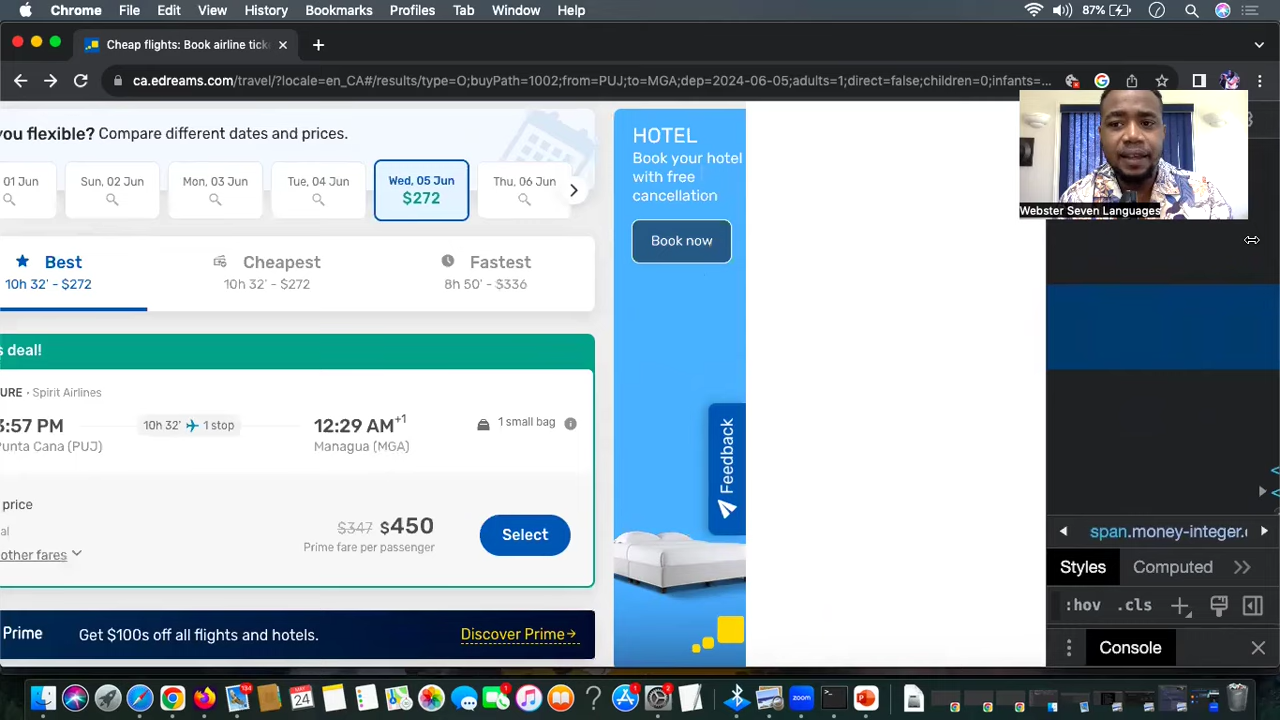 Chrome File Edit View History Bookmarks Profiles Tab Window Help 87%
Cheap flights: Book airline tick
ca.edreams.com/travel/?locale=en_CA#/results/type=O;buyPath=1002;from=PUJ;to=MGA;dep=2024-06-05;adults=1;direct=false;children=0;infants=...
you flexible? Compare different dates and prices.
01 Jun
Sun, 02 Jun
Mon, 03 Jun
Tue, 04 Jun
Wed, 05 Jun
$272
Thu, 06 Jun
Best
10h 32' - $272
Cheapest
10h 32' - $272
Fastest
8h 50' - $336
s deal!
URE · Spirit Airlines
3:57 PM
Punta Cana (PUJ)
10h 32' 1 stop
12:29 AM+1
Managua (MGA)
1 small bag
price
al
other fares
$347 $450
Prime fare per passenger
Select
Prime
Get $100s off all flights and hotels.
Discover Prime
HOTEL
Book your hotel
with free
cancellation
Book now
Feedback
Webster Seven Languages
span.money-integer.
Styles Computed
:hov .cls
Console